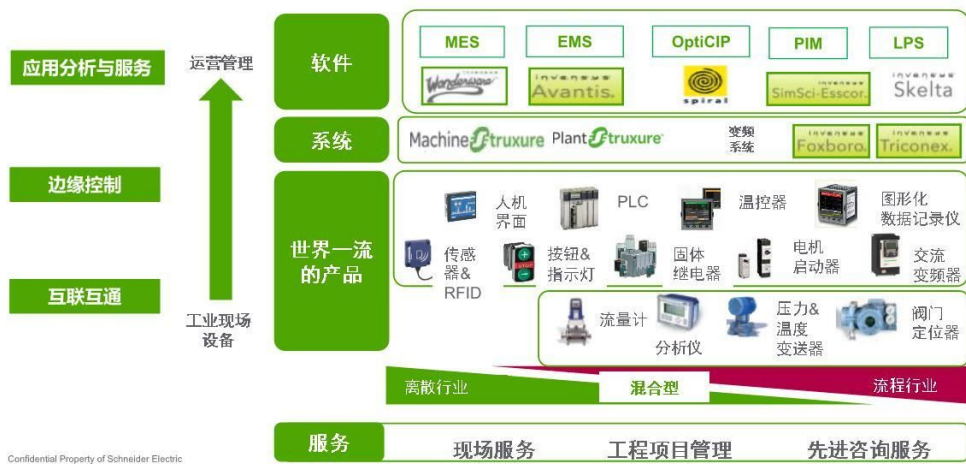 应用分析与服务
边缘控制
互联互通
运营管理
工业现场
设备
软件
MES
EMS
OptiCIP
PIM
LPS
invensys
Wonderware
invensys
Avantis.
spiral
invensys
SimSci-Esscor.
invensys
Skelta
系统
MachineStruxure
PlantStruxure
变频
系统
invensys
Foxboro.
invensys
Triconex.
世界一流
的产品
人机
界面
PLC
温控器
图形化
数据记录仪
传感
器&
RFID
按钮&
指示灯
固体
继电器
电机
启动器
交流
变频器
流量计
分析仪
压力&
温度
变送器
阀门
定位器
离散行业
混合型
流程行业
服务
现场服务
工程项目管理
先进咨询服务
Confidential Property of Schneider Electric